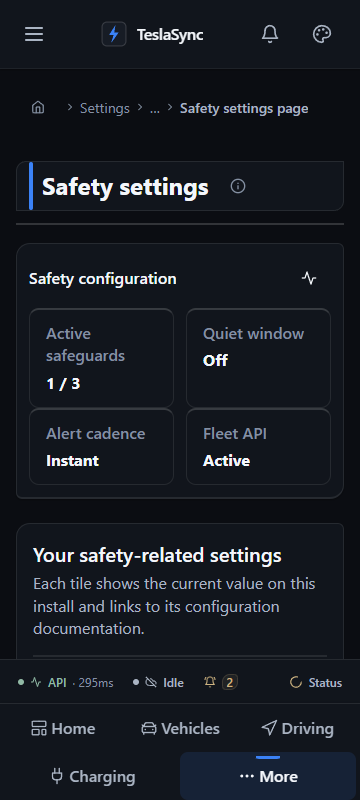 TeslaSync
Settings
...
Safety settings page
Safety settings
Safety configuration
Active
safeguards
1 / 3
Quiet window
Off
Alert cadence
Instant
Fleet API
Active
Your safety-related settings
Each tile shows the current value on this
install and links to its configuration
documentation.
API · 295ms
Idle
2
Status
Home
Vehicles
Driving
Charging
More